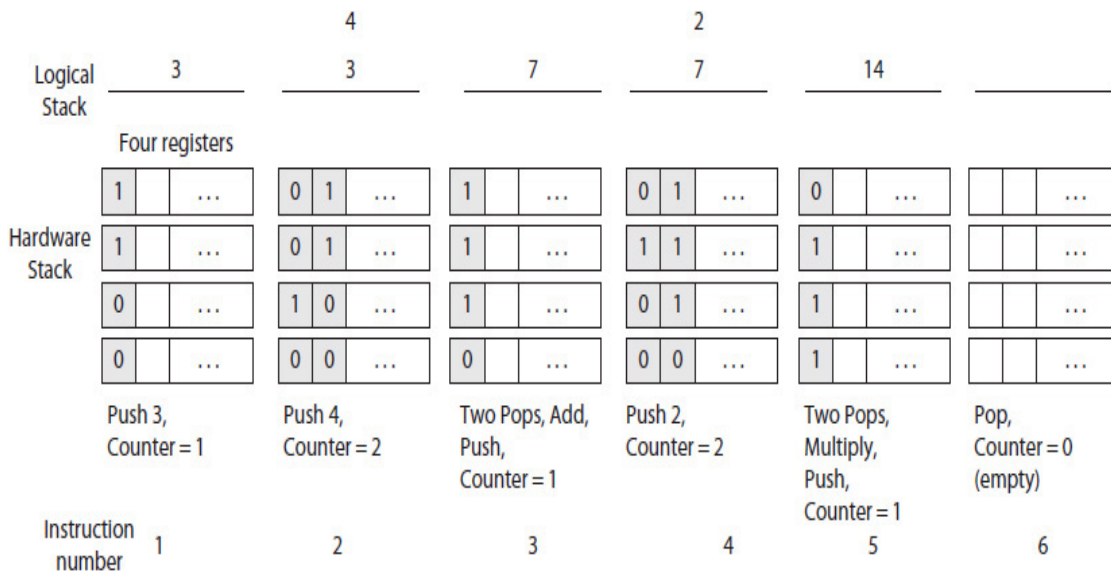 4 2
Logical Stack 3 3 7 7 14
Four registers
1 ... 0 1 ... 1 ... 0 1 ... 0 ... ...
Hardware Stack 1 ... 0 1 ... 1 ... 1 1 ... 1 ... ...
0 ... 1 0 ... 1 ... 0 1 ... 1 ... ...
0 ... 0 0 ... 0 ... 0 0 ... 1 ... ...
Push 3,
Counter = 1
Push 4,
Counter = 2
Two Pops, Add,
Push,
Counter = 1
Push 2,
Counter = 2
Two Pops,
Multiply,
Push,
Counter = 1
Pop,
Counter = 0
(empty)
Instruction number 1 2 3 4 5 6